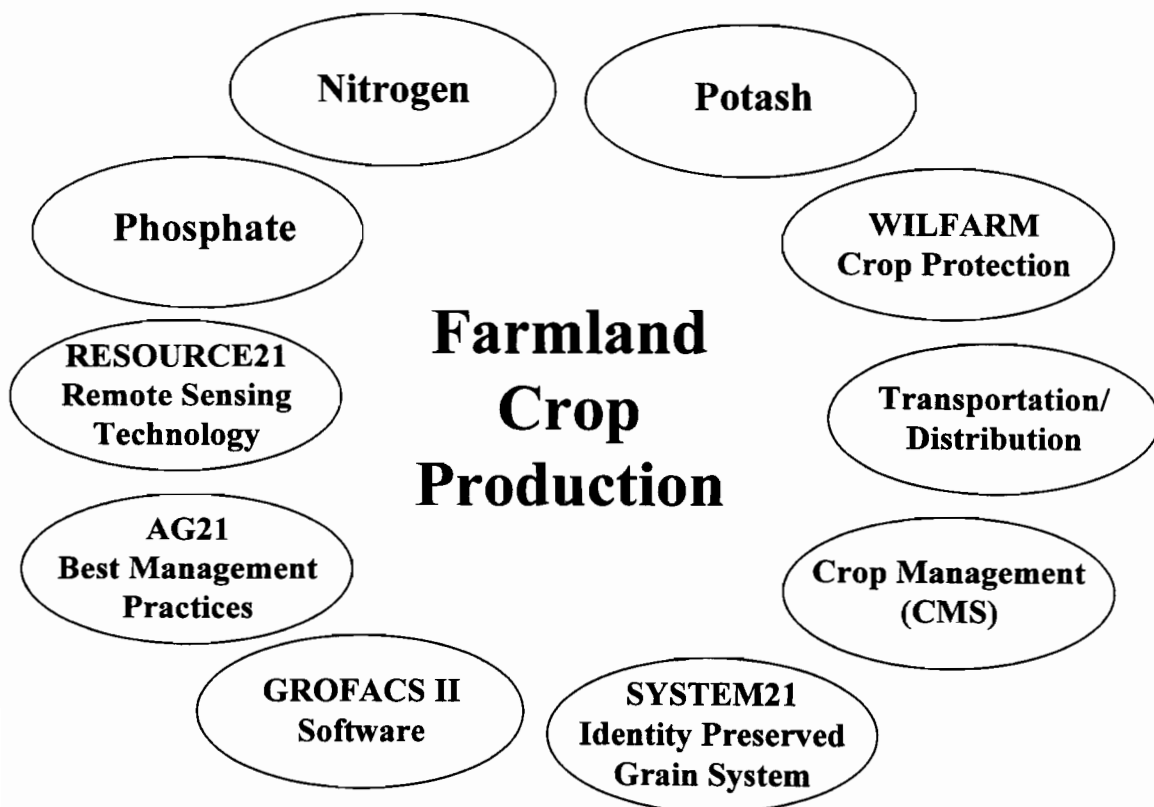 Nitrogen
Potash
Phosphate
WILFARM
Crop Protection
Farmland
Crop
Production
RESOURCE21
Remote Sensing
Technology
Transportation/
Distribution
AG21
Best Management
Practices
Crop Management
(CMS)
GROFACS II
Software
SYSTEM21
Identity Preserved
Grain System